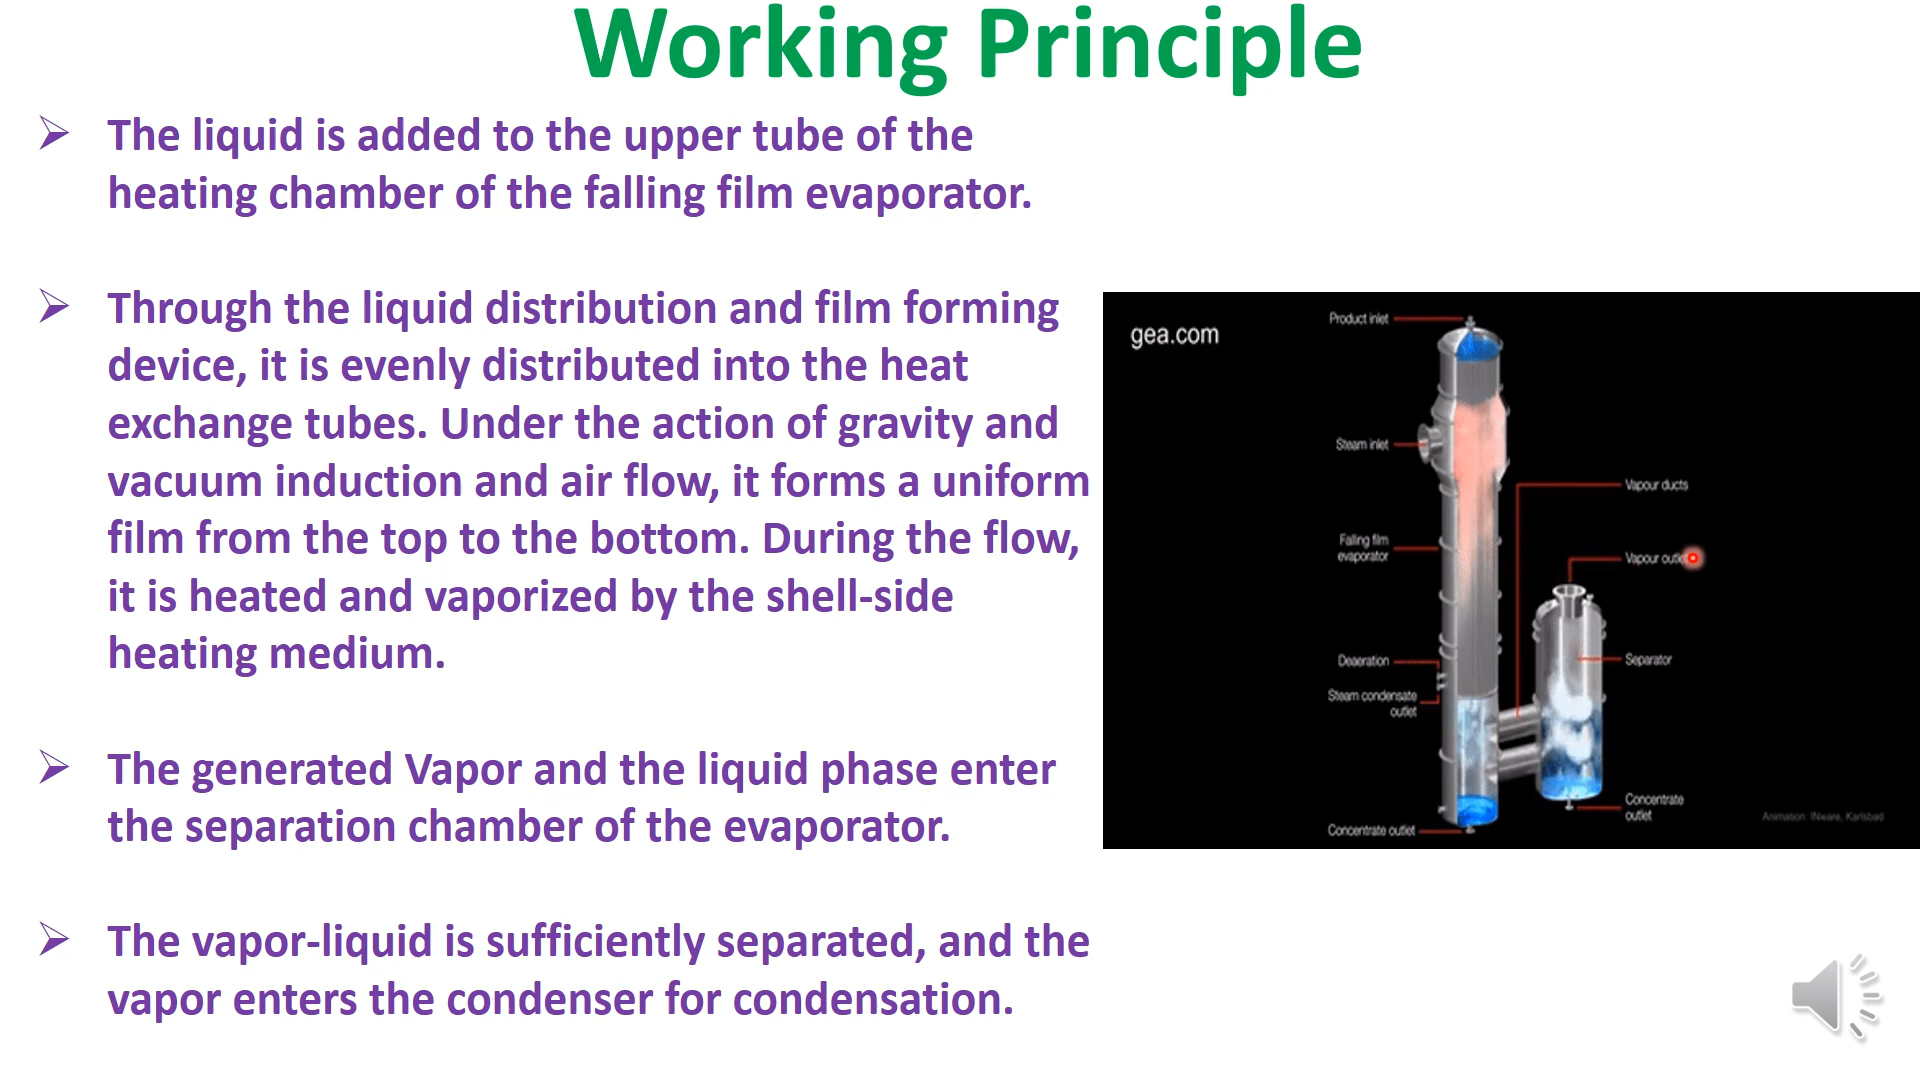 Working Principle
The liquid is added to the upper tube of the
heating chamber of the falling film evaporator.
Through the liquid distribution and film forming
device, it is evenly distributed into the heat
exchange tubes. Under the action of gravity and
vacuum induction and air flow, it forms a uniform
film from the top to the bottom. During the flow,
it is heated and vaporized by the shell-side
heating medium.
The generated Vapor and the liquid phase enter
the separation chamber of the evaporator.
The vapor-liquid is sufficiently separated, and the
vapor enters the condenser for condensation.
gea.com
Product inlet
Steam inlet
Vapour ducts
Falling film
evaporator
Vapour
Deaeration
Separator
Steam condensate
outlet
Concentrate
outlet
Concentrate outlet
Animation: INware, Karlsbad